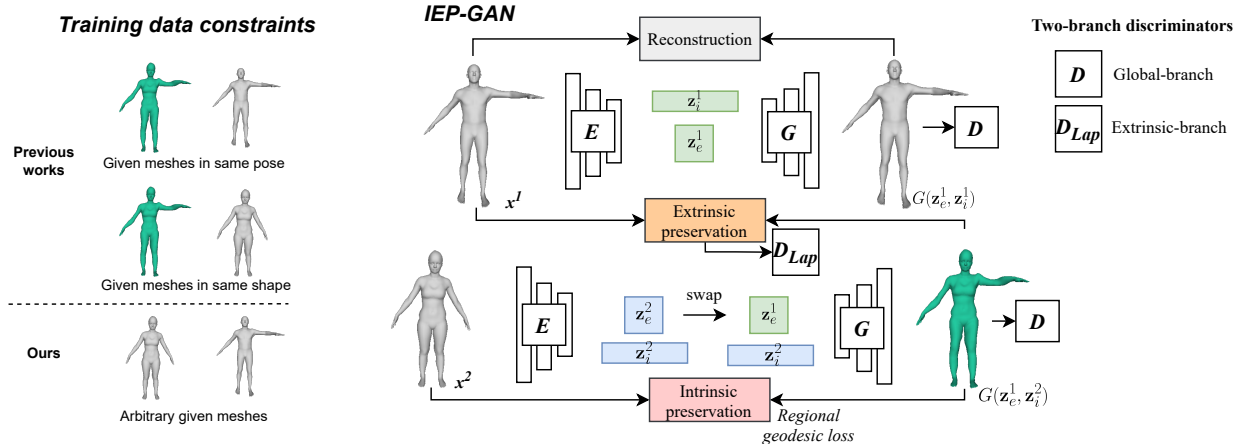 Training data constraints
Previous
works
Given meshes in same pose
Given meshes in same shape
Ours
Arbitrary given meshes
IEP-GAN
Reconstruction
E
z_i^1
z_e^1
G
D
x^1
G(z_e^1, z_i^1)
Extrinsic
preservation
D_Lap
E
z_e^2
swap
z_e^1
z_i^2
z_i^2
G
D
x^2
G(z_e^1, z_i^2)
Intrinsic
preservation
Regional
geodesic loss
Two-branch discriminators
D
Global-branch
D_Lap
Extrinsic-branch